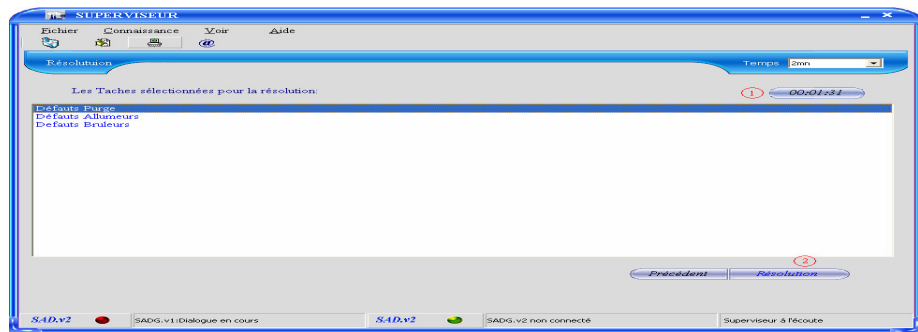 SUPERVISEUR
Fichier Connaissance Voir Aide
Résolutuion Temps 2mn
Les Taches sélectionnées pour la résolution:
1 00:01:31
Défauts Purge
Défauts Allumeurs
Defauts Bruleurs
2
Précédent Résolution
SAD.v2 SADG.v1:Dialogue en cours SAD.v2 SADG.v2 non connecté Superviseur à l'écoute